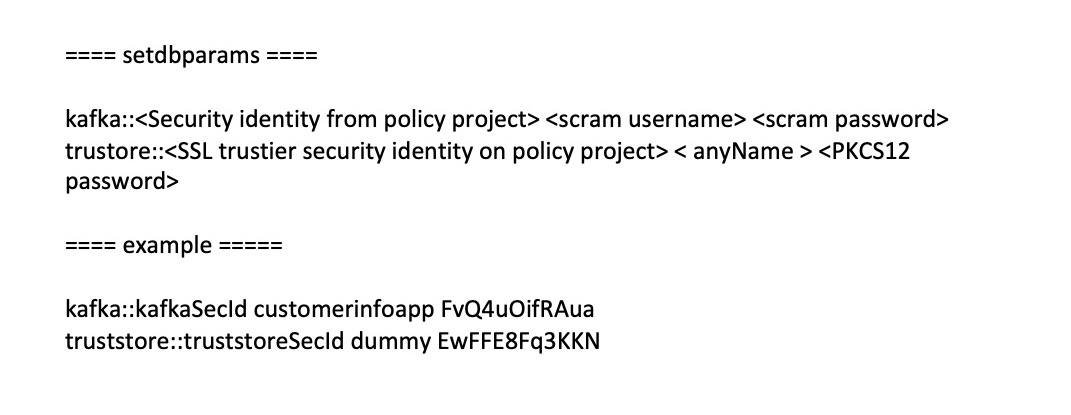 ==== setdbparams ====
kafka::<Security identity from policy project> <scram username> <scram password>
trustore::<SSL trustier security identity on policy project> < anyName > <PKCS12
password>
==== example =====
kafka::kafkaSecId customerinfoapp FvQ4uOifRAua
truststore::truststoreSecId dummy EwFFE8Fq3KKN